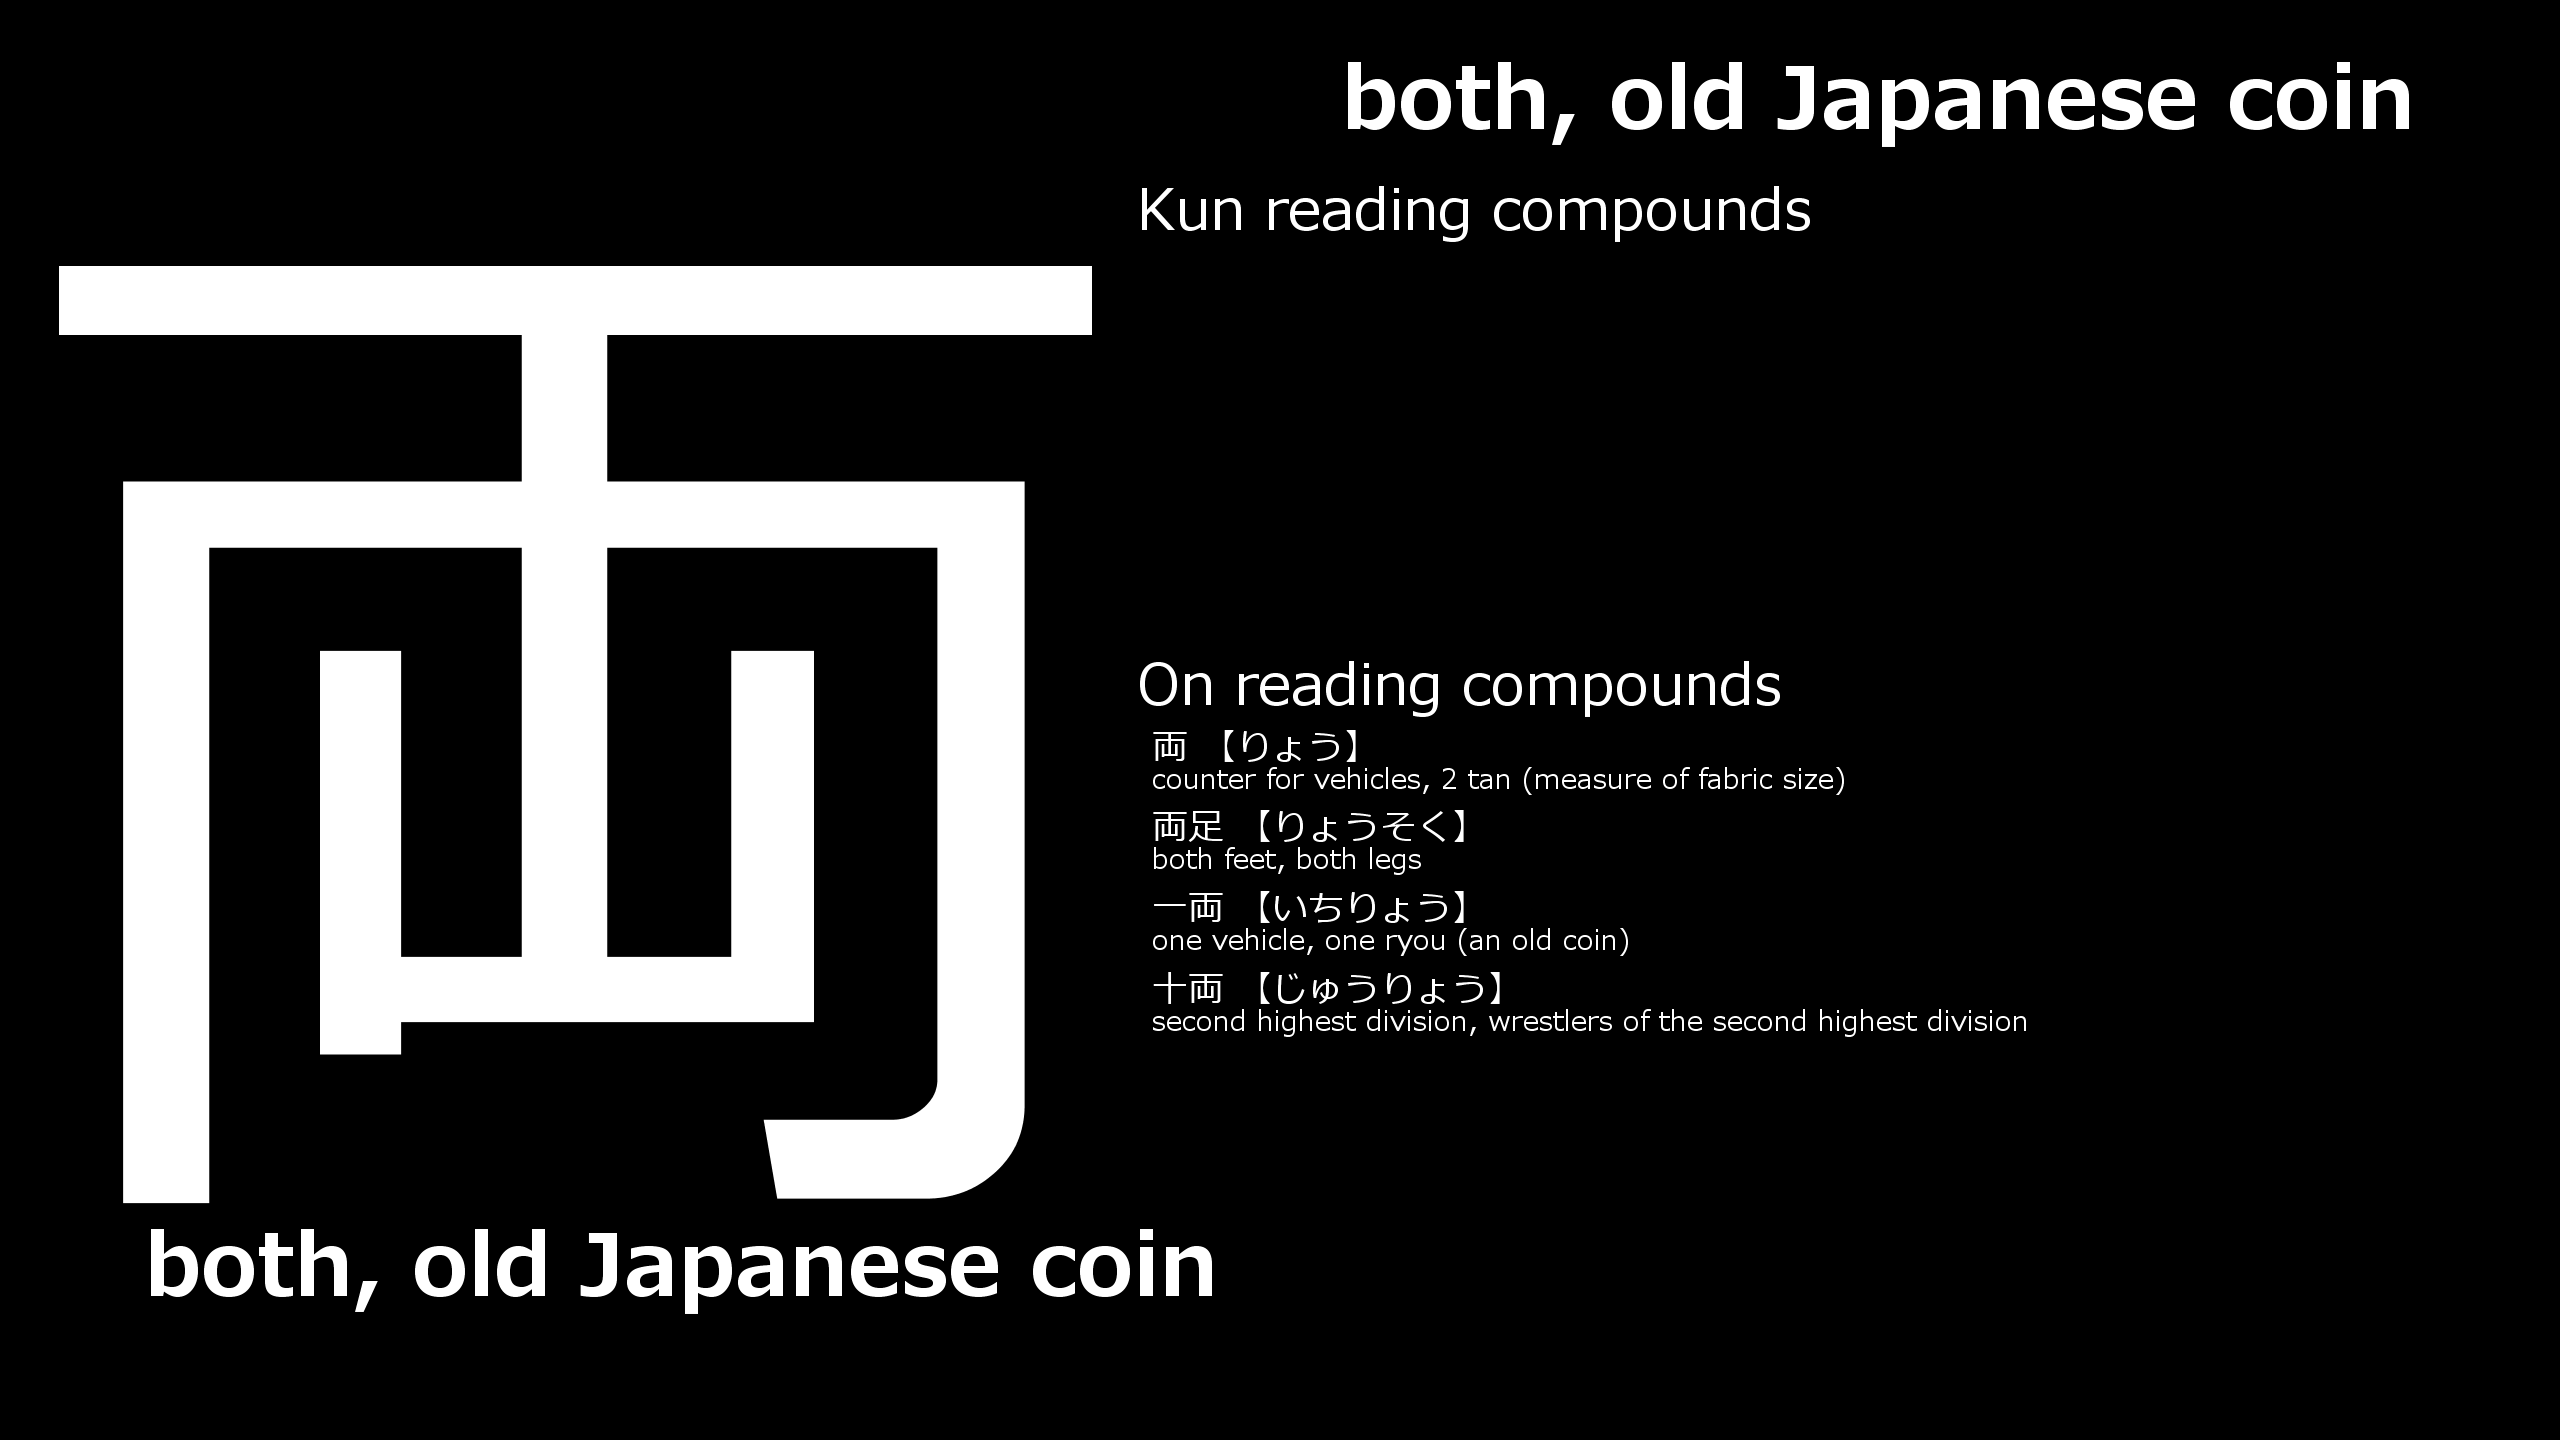 両
both, old Japanese coin
both, old Japanese coin
Kun reading compounds
On reading compounds
両 【りょう】
counter for vehicles, 2 tan (measure of fabric size)
両足 【りょうそく】
both feet, both legs
一両 【いちりょう】
one vehicle, one ryou (an old coin)
十両 【じゅうりょう】
second highest division, wrestlers of the second highest division